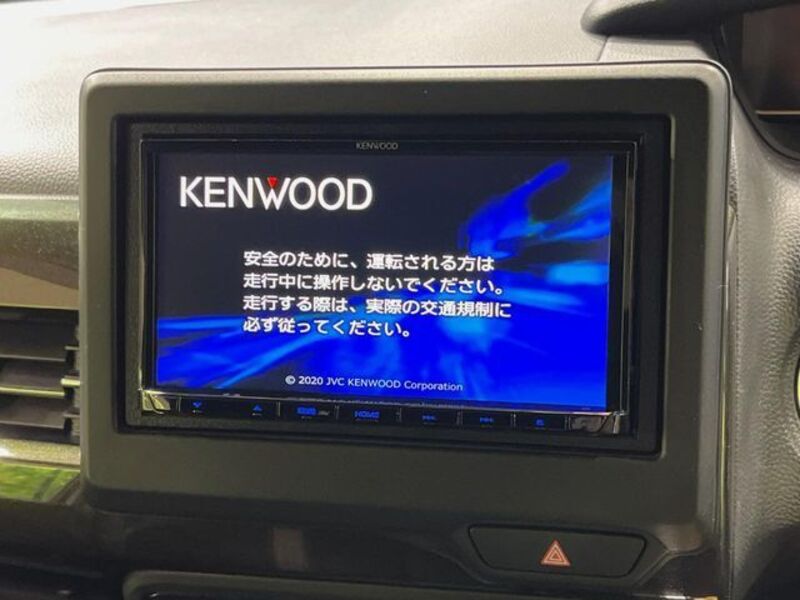 KENWOOD
KENWOOD
安全のために、運転される方は
走行中に操作しないでください。
走行する際は、実際の交通規制に
必ず従ってください。
© 2020 JVC KENWOOD Corporation
HOME